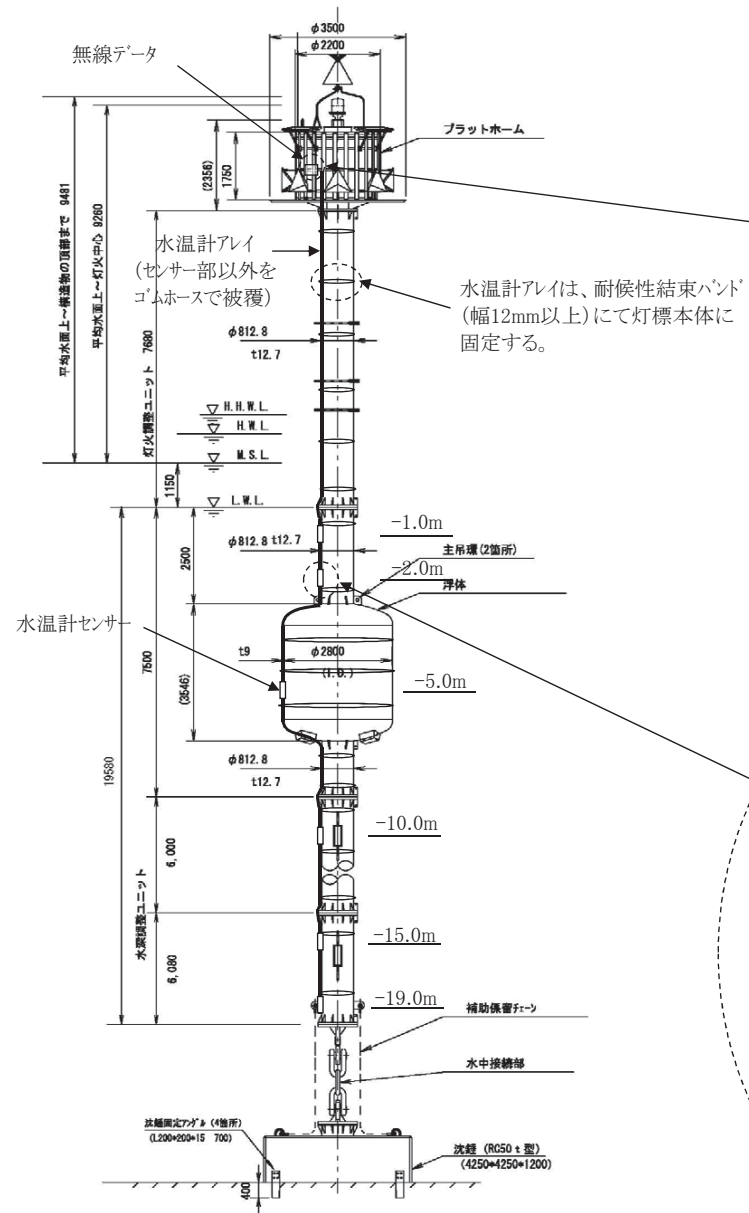 φ3500
φ2200
無線データ
プラットホーム
(2356)
1750
平均水面上～構造物の頂部まで 9481
平均水面上～灯火中心 9260
水温計アレイ
(センサー部以外を
ゴムホースで被覆)
水温計アレイは、耐候性結束バンド
(幅12mm以上)にて灯標本体に
固定する。
φ812.8
t12.7
灯火調整ユニット 7680
H.H.W.L.
H.W.L.
M.S.L.
1150
L.W.L.
-1.0m
φ812.8 t12.7
主吊環(2箇所)
-2.0m
2500
浮体
水温計センサー
t9
φ2800
(I.D.)
-5.0m
7500
(3546)
φ812.8
t12.7
19580
-10.0m
6,000
水深調整ユニット
-15.0m
6,080
-19.0m
補助係留チェーン
水中接続部
沈錘固定アングル (4箇所)
(L200*200*15 700)
沈錘 (RC50t型)
(4250*4250*1200)
400